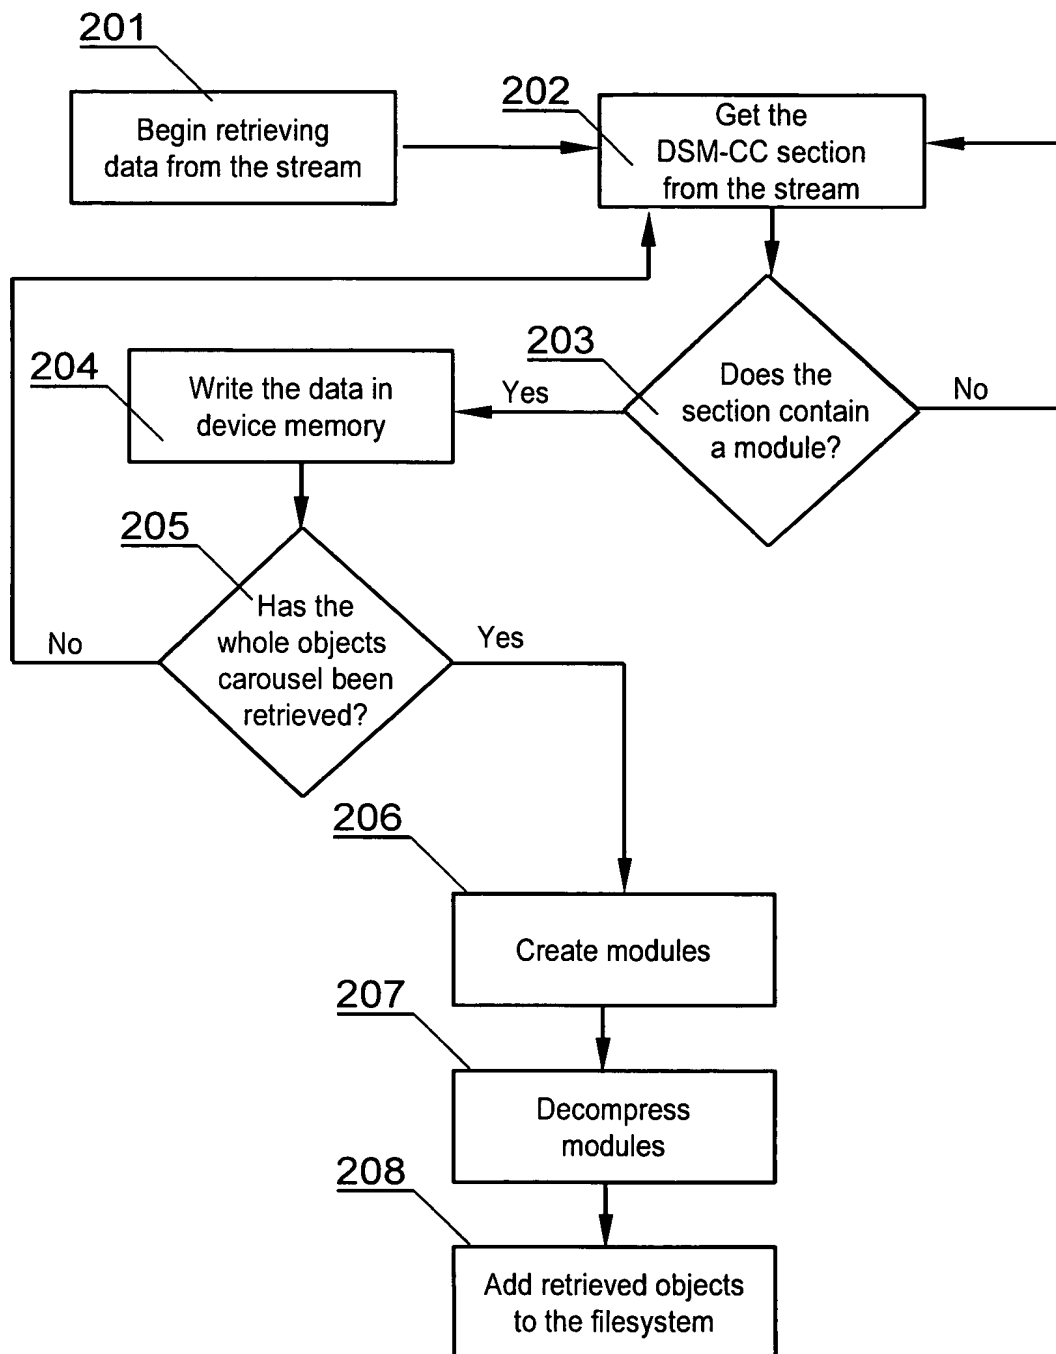 201
Begin retrieving
data from the stream
202
Get the
DSM-CC section
from the stream
203
Does the
section contain
a module?
Yes
No
204
Write the data in
device memory
205
Has the
whole objects
carousel been
retrieved?
No
Yes
206
Create modules
207
Decompress
modules
208
Add retrieved objects
to the filesystem